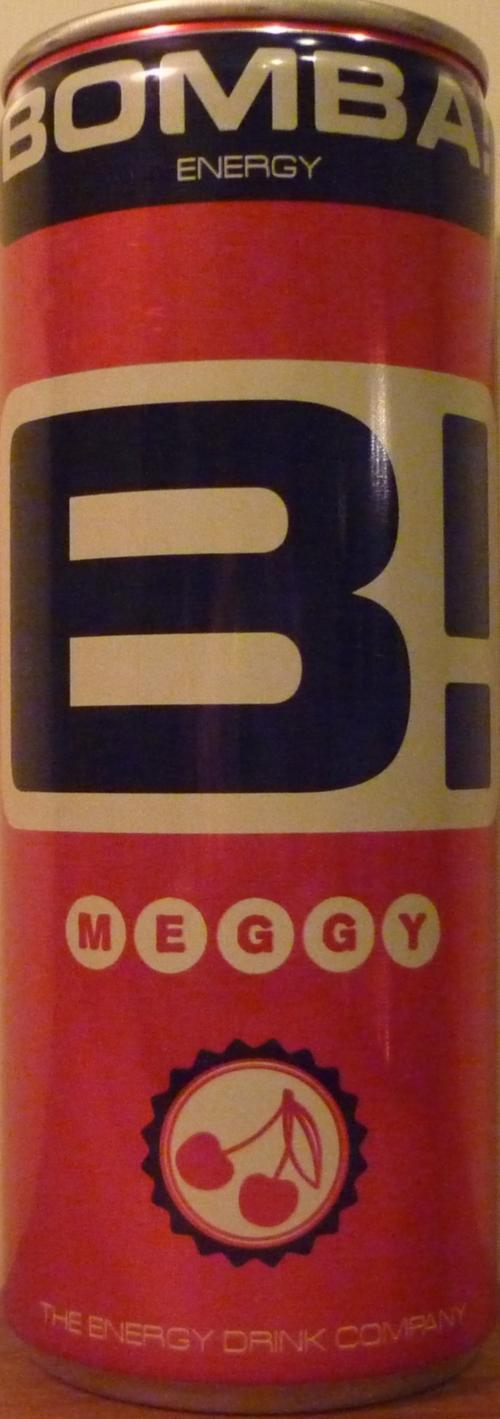 BOMBA!
ENERGY
B!
MEGGY
THE ENERGY DRINK COMPANY